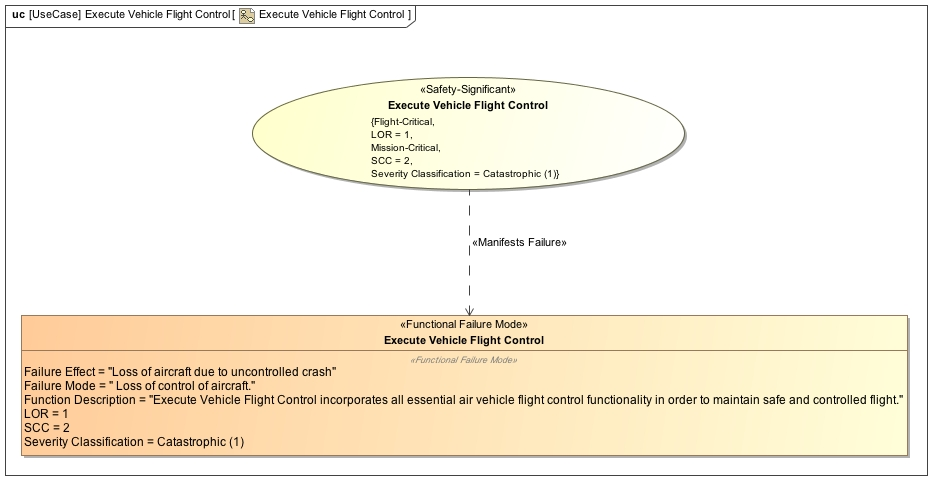 uc [UseCase] Execute Vehicle Flight Control [ Execute Vehicle Flight Control ]
«Safety-Significant»
Execute Vehicle Flight Control
{Flight-Critical,
LOR = 1,
Mission-Critical,
SCC = 2,
Severity Classification = Catastrophic (1)}
«Manifests Failure»
«Functional Failure Mode»
Execute Vehicle Flight Control
«Functional Failure Mode»
Failure Effect = "Loss of aircraft due to uncontrolled crash"
Failure Mode = " Loss of control of aircraft."
Function Description = "Execute Vehicle Flight Control incorporates all essential air vehicle flight control functionality in order to maintain safe and controlled flight."
LOR = 1
SCC = 2
Severity Classification = Catastrophic (1)